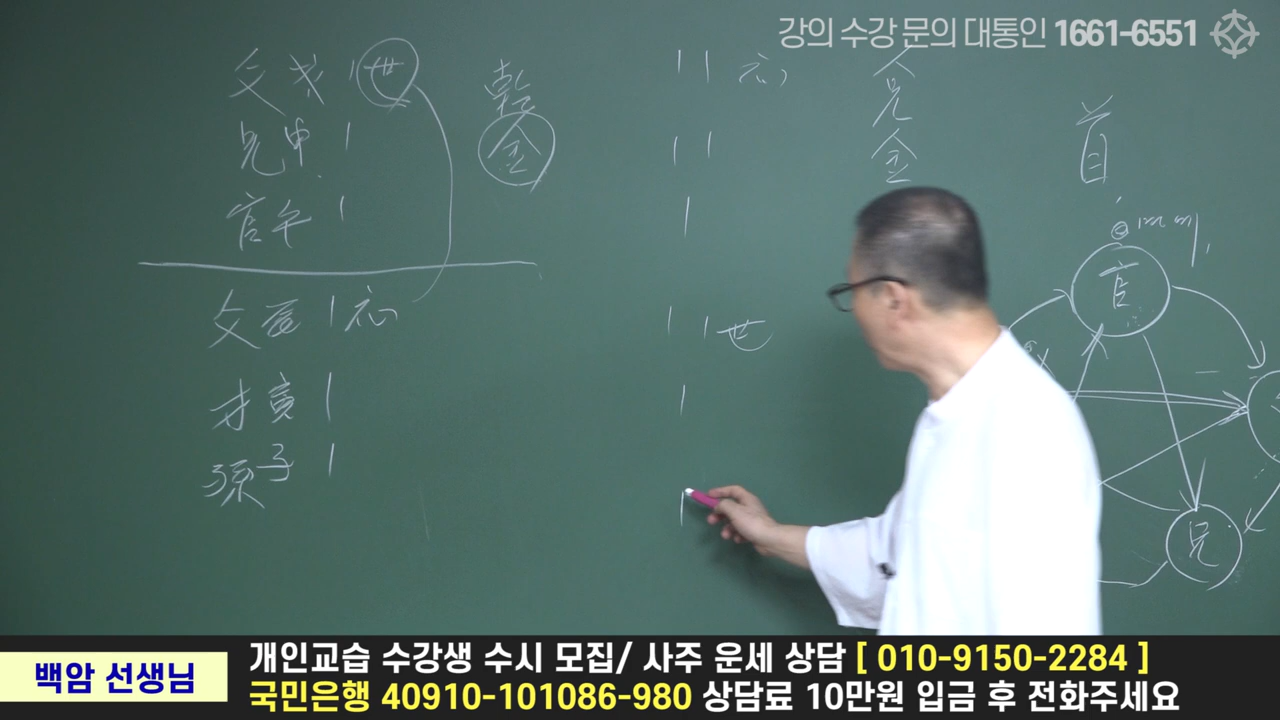 강의 수강 문의 대통인 1661-6551
父 戌 世
兄 申
官 午
父 丑 応
才 寅
孫 子
乾
金
応
世
兌
金
首
官
兄
백암 선생님
개인교습 수강생 수시 모집/ 사주 운세 상담 [ 010-9150-2284 ]
국민은행 40910-101086-980 상담료 10만원 입금 후 전화주세요